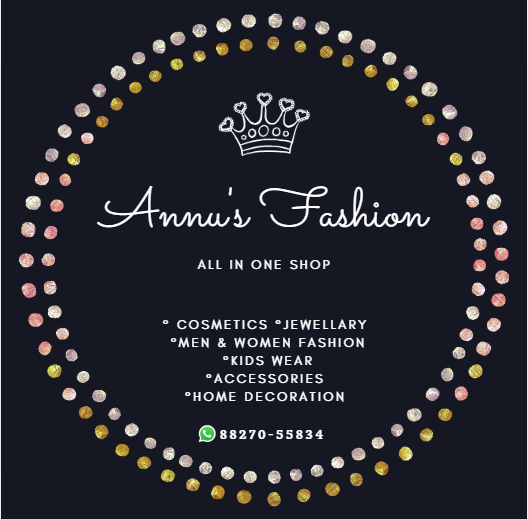 Annu's Fashion
ALL IN ONE SHOP
° COSMETICS °JEWELLARY
°MEN & WOMEN FASHION
°KIDS WEAR
°ACCESSORIES
°HOME DECORATION
88270-55834